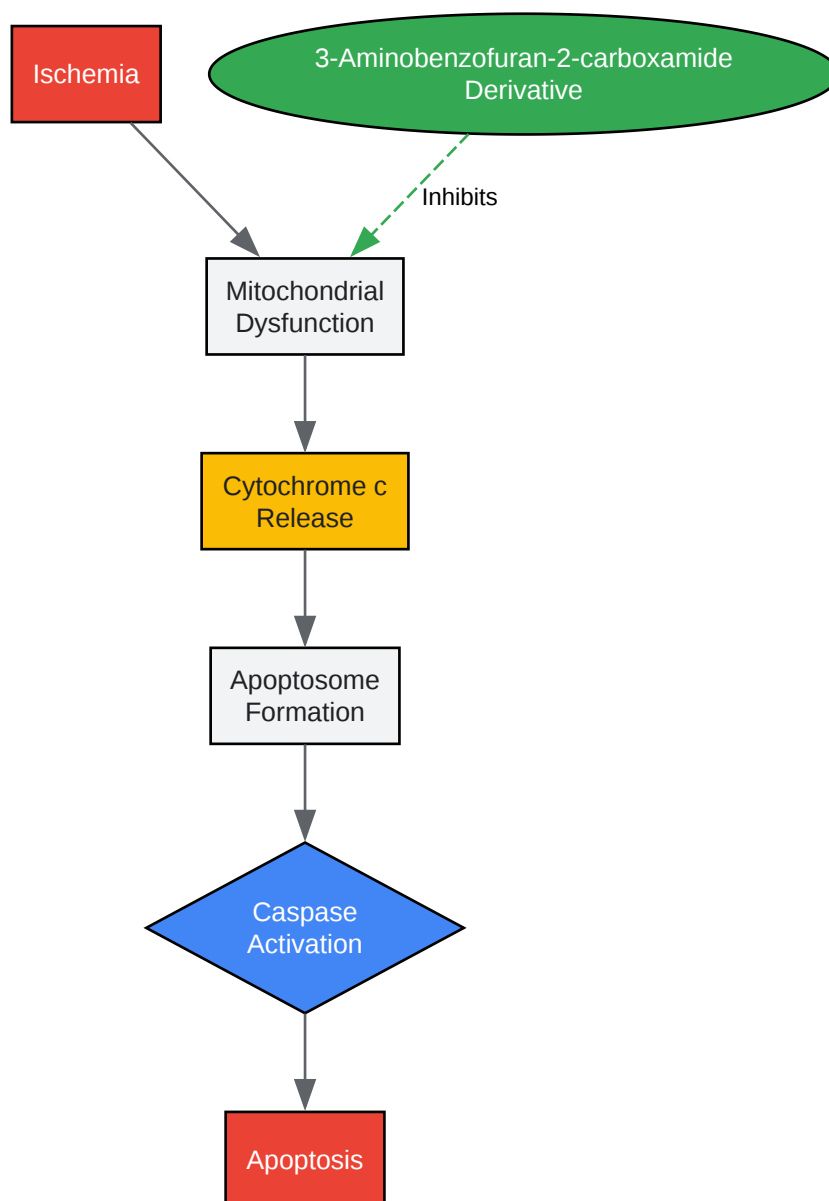 Ischemia
3-Aminobenzofuran-2-carboxamide
Derivative
Inhibits
Mitochondrial
Dysfunction
Cytochrome c
Release
Apoptosome
Formation
Caspase
Activation
Apoptosis